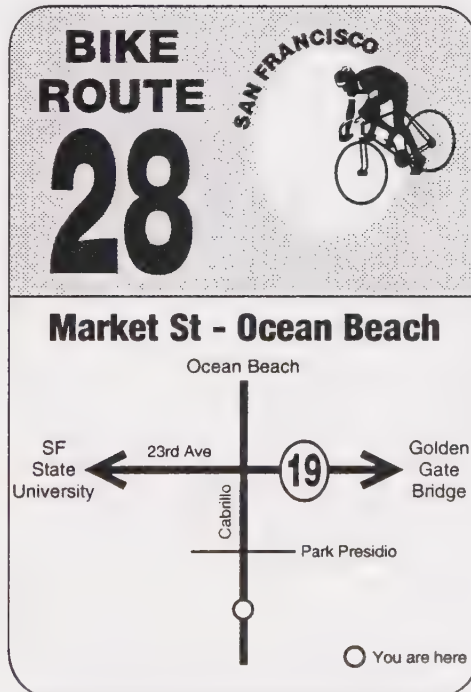 BIKE
ROUTE
28
SAN FRANCISCO
Market St - Ocean Beach
Ocean Beach
SF
State
University
23rd Ave
19
Golden
Gate
Bridge
Cabrillo
Park Presidio
You are here